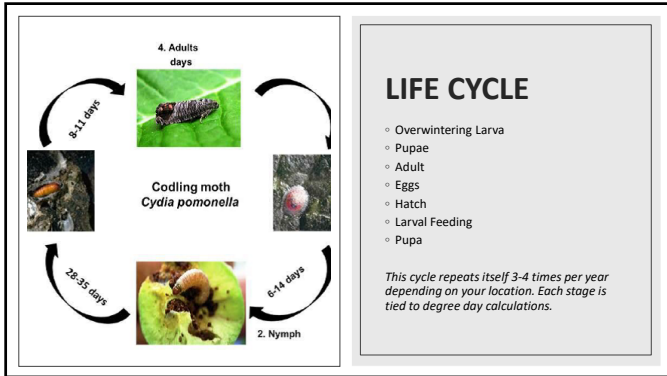 4. Adults
days
8-11 days
Codling moth
Cydia pomonella
28-35 days
6-14 days
2. Nymph
LIFE CYCLE
◦ Overwintering Larva
◦ Pupae
◦ Adult
◦ Eggs
◦ Hatch
◦ Larval Feeding
◦ Pupa
This cycle repeats itself 3-4 times per year
depending on your location. Each stage is
tied to degree day calculations.